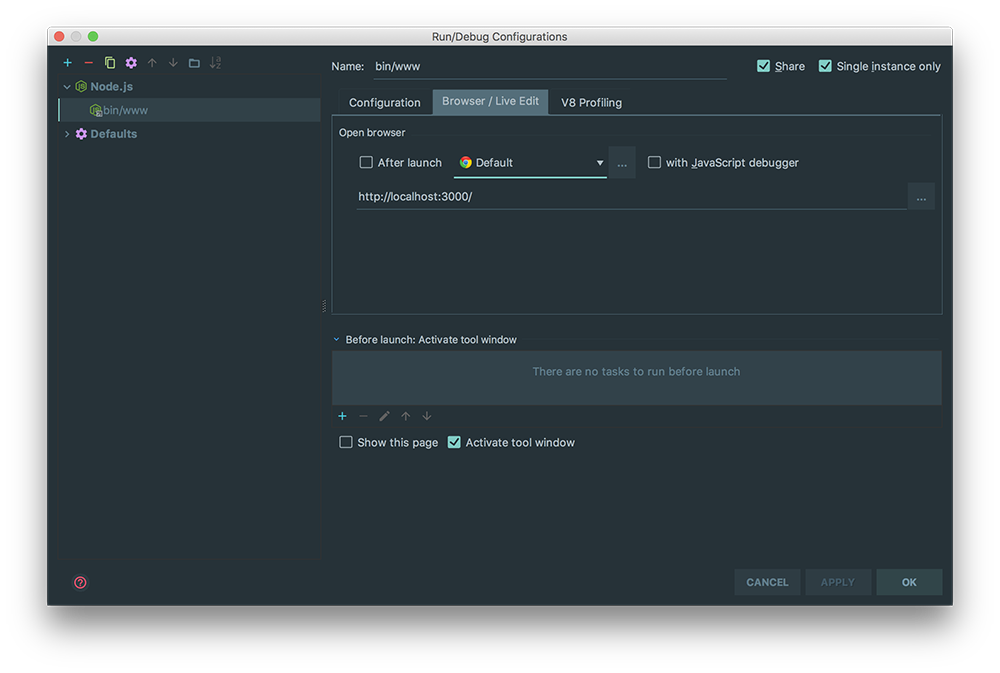 Run/Debug Configurations
Node.js
bin/www
Defaults
Name: bin/www
Share
Single instance only
Configuration
Browser / Live Edit
V8 Profiling
Open browser
After launch
Default
...
with JavaScript debugger
http://localhost:3000/
...
Before launch: Activate tool window
There are no tasks to run before launch
Show this page
Activate tool window
?
CANCEL
APPLY
OK